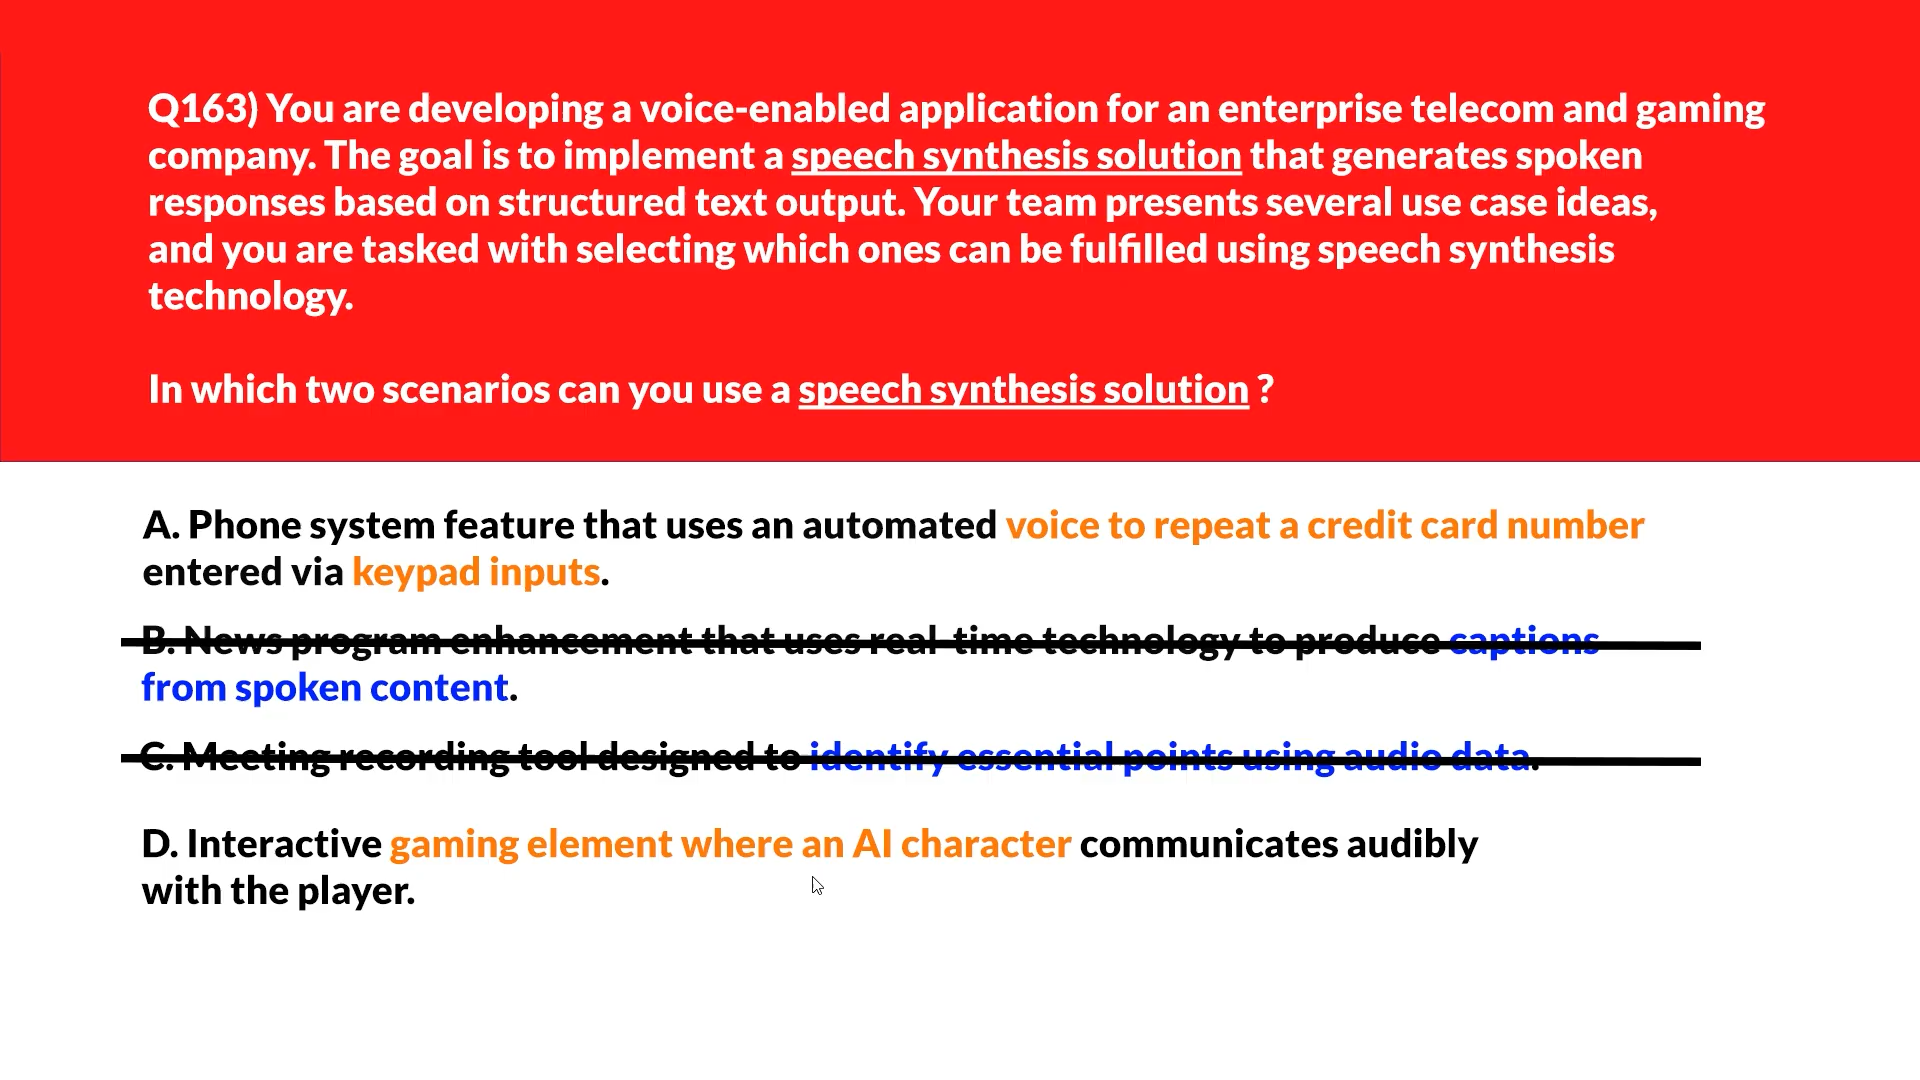 Q163) You are developing a voice-enabled application for an enterprise telecom and gaming
company. The goal is to implement a speech synthesis solution that generates spoken
responses based on structured text output. Your team presents several use case ideas,
and you are tasked with selecting which ones can be fulfilled using speech synthesis
technology.
In which two scenarios can you use a speech synthesis solution ?
A. Phone system feature that uses an automated voice to repeat a credit card number
entered via keypad inputs.
B. News program enhancement that uses real-time technology to produce captions
from spoken content.
C. Meeting recording tool designed to identify essential points using audio data.
D. Interactive gaming element where an AI character communicates audibly
with the player.